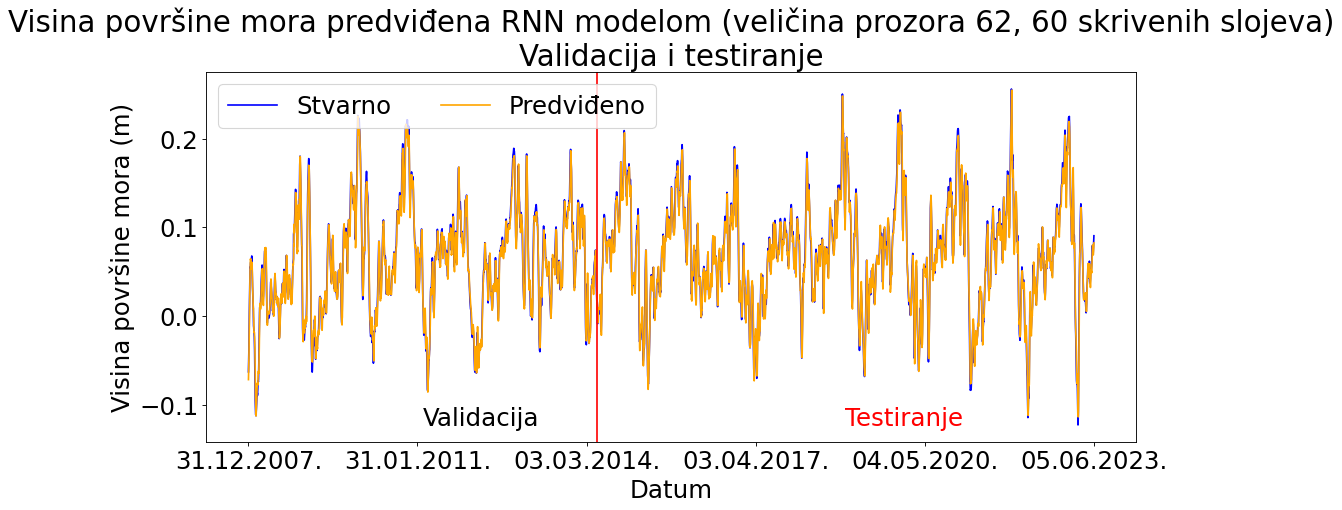 Visina površine mora predviđena RNN modelom (veličina prozora 62, 60 skrivenih slojeva)
Validacija i testiranje
Stvarno
Predviđeno
Visina površine mora (m)
0.2
0.1
0.0
−0.1
Validacija
Testiranje
31.12.2007.
31.01.2011.
03.03.2014.
03.04.2017.
04.05.2020.
05.06.2023.
Datum